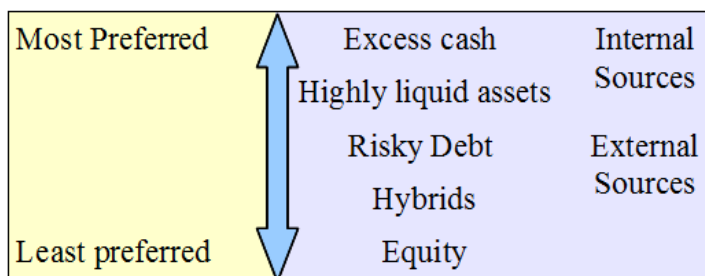 Most Preferred
Excess cash
Internal
Sources
Highly liquid assets
Risky Debt
External
Sources
Hybrids
Least preferred
Equity